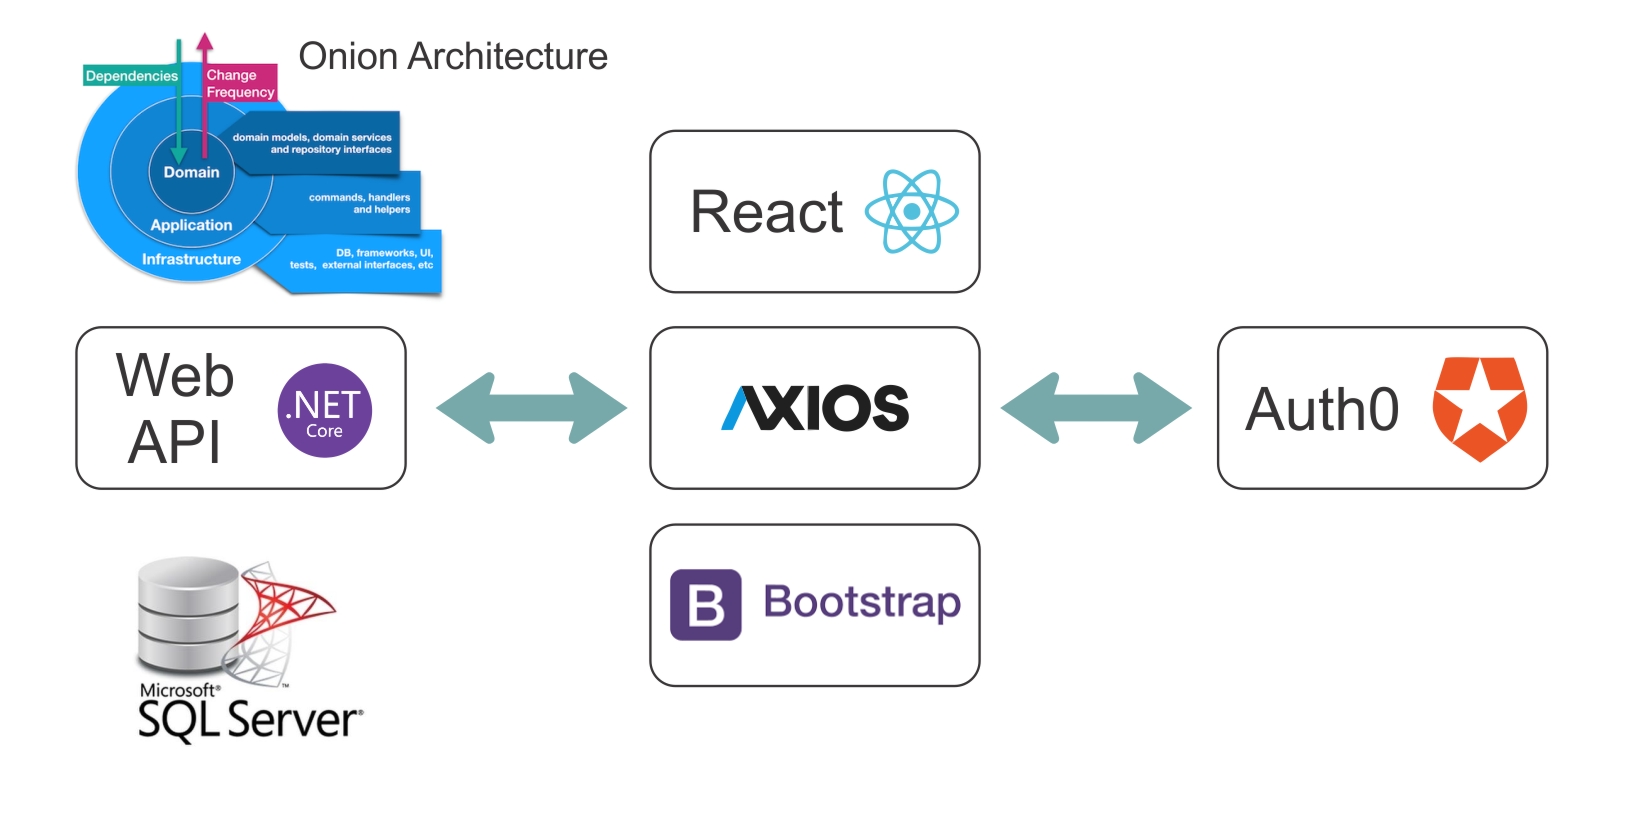 Onion Architecture
Dependencies
Change
Frequency
domain models, domain services
and repository interfaces
Domain
commands, handlers
and helpers
Application
DB, frameworks, UI,
tests, external interfaces, etc
Infrastructure
React
Web
API
.NET
Core
AXIOS
Auth0
B Bootstrap
Microsoft®
SQL Server®
™